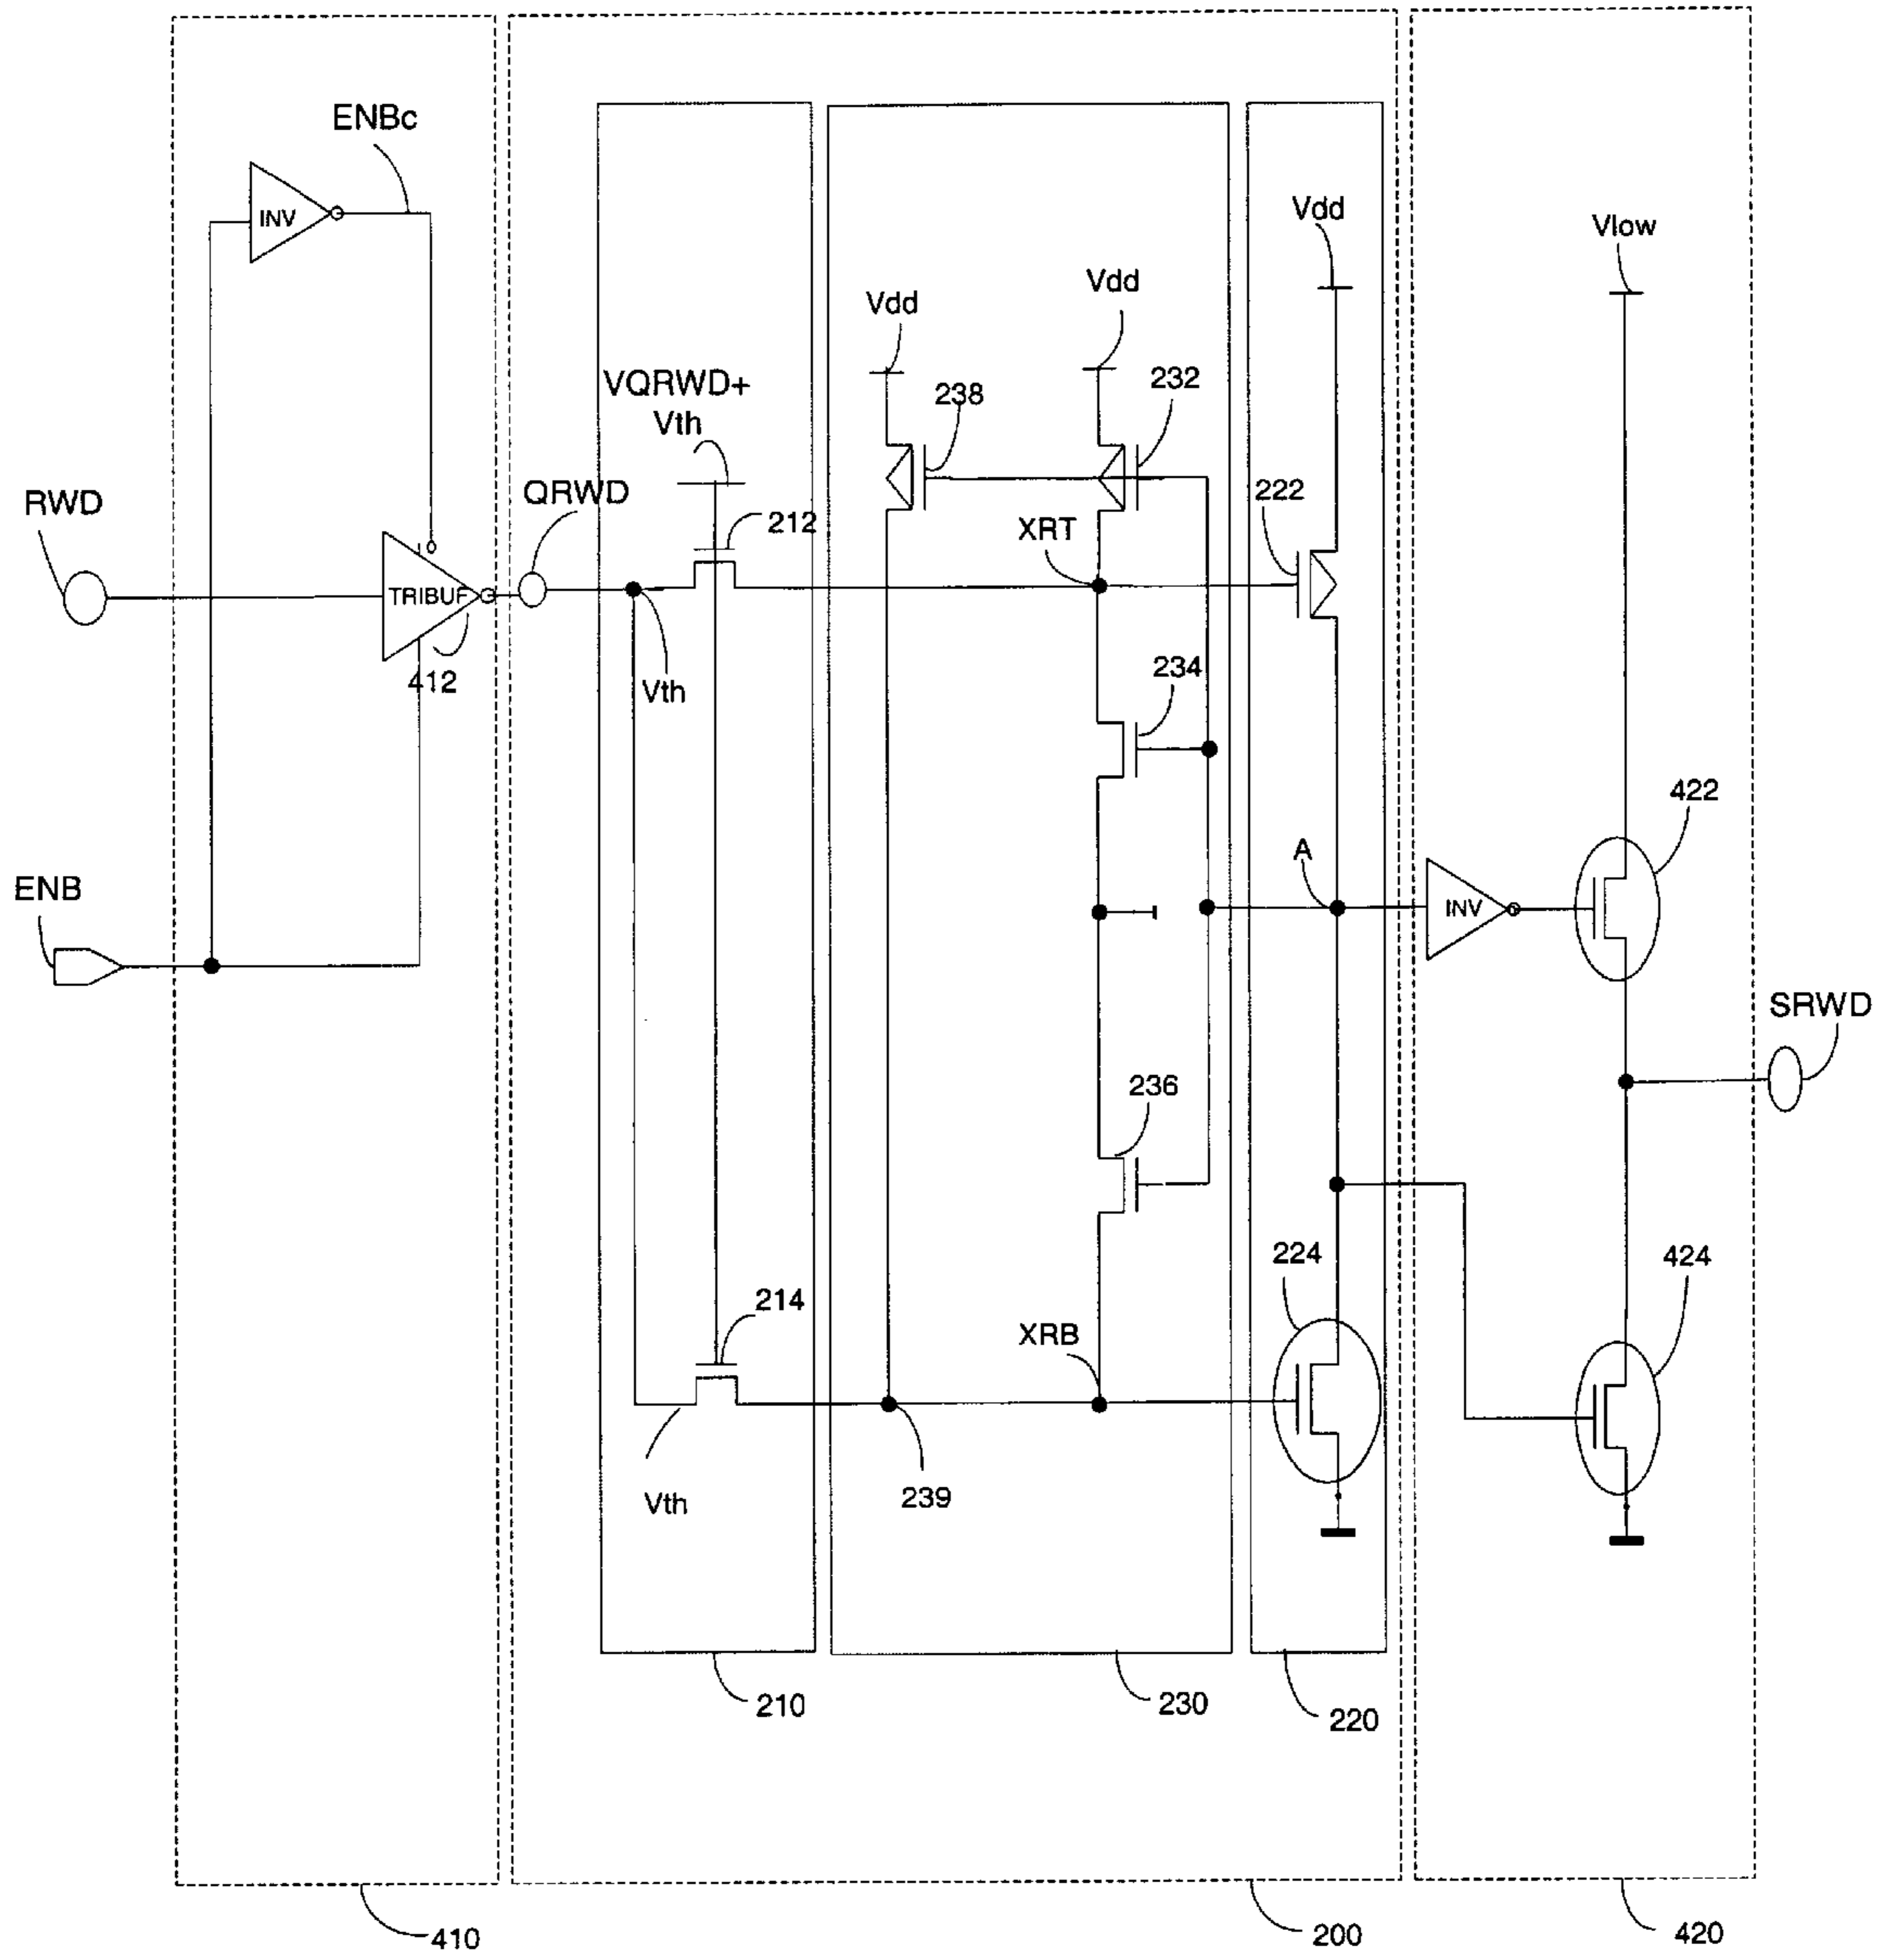 ENBc
INV
Vdd
Vlow
Vdd
Vdd
VQRWD+
Vth
238
232
RWD
QRWD
212
222
XRT
TRIBUF
412
Vth
234
422
A
ENB
INV
SRWD
236
224
424
214
XRB
Vth
239
210
230
220
410
200
420